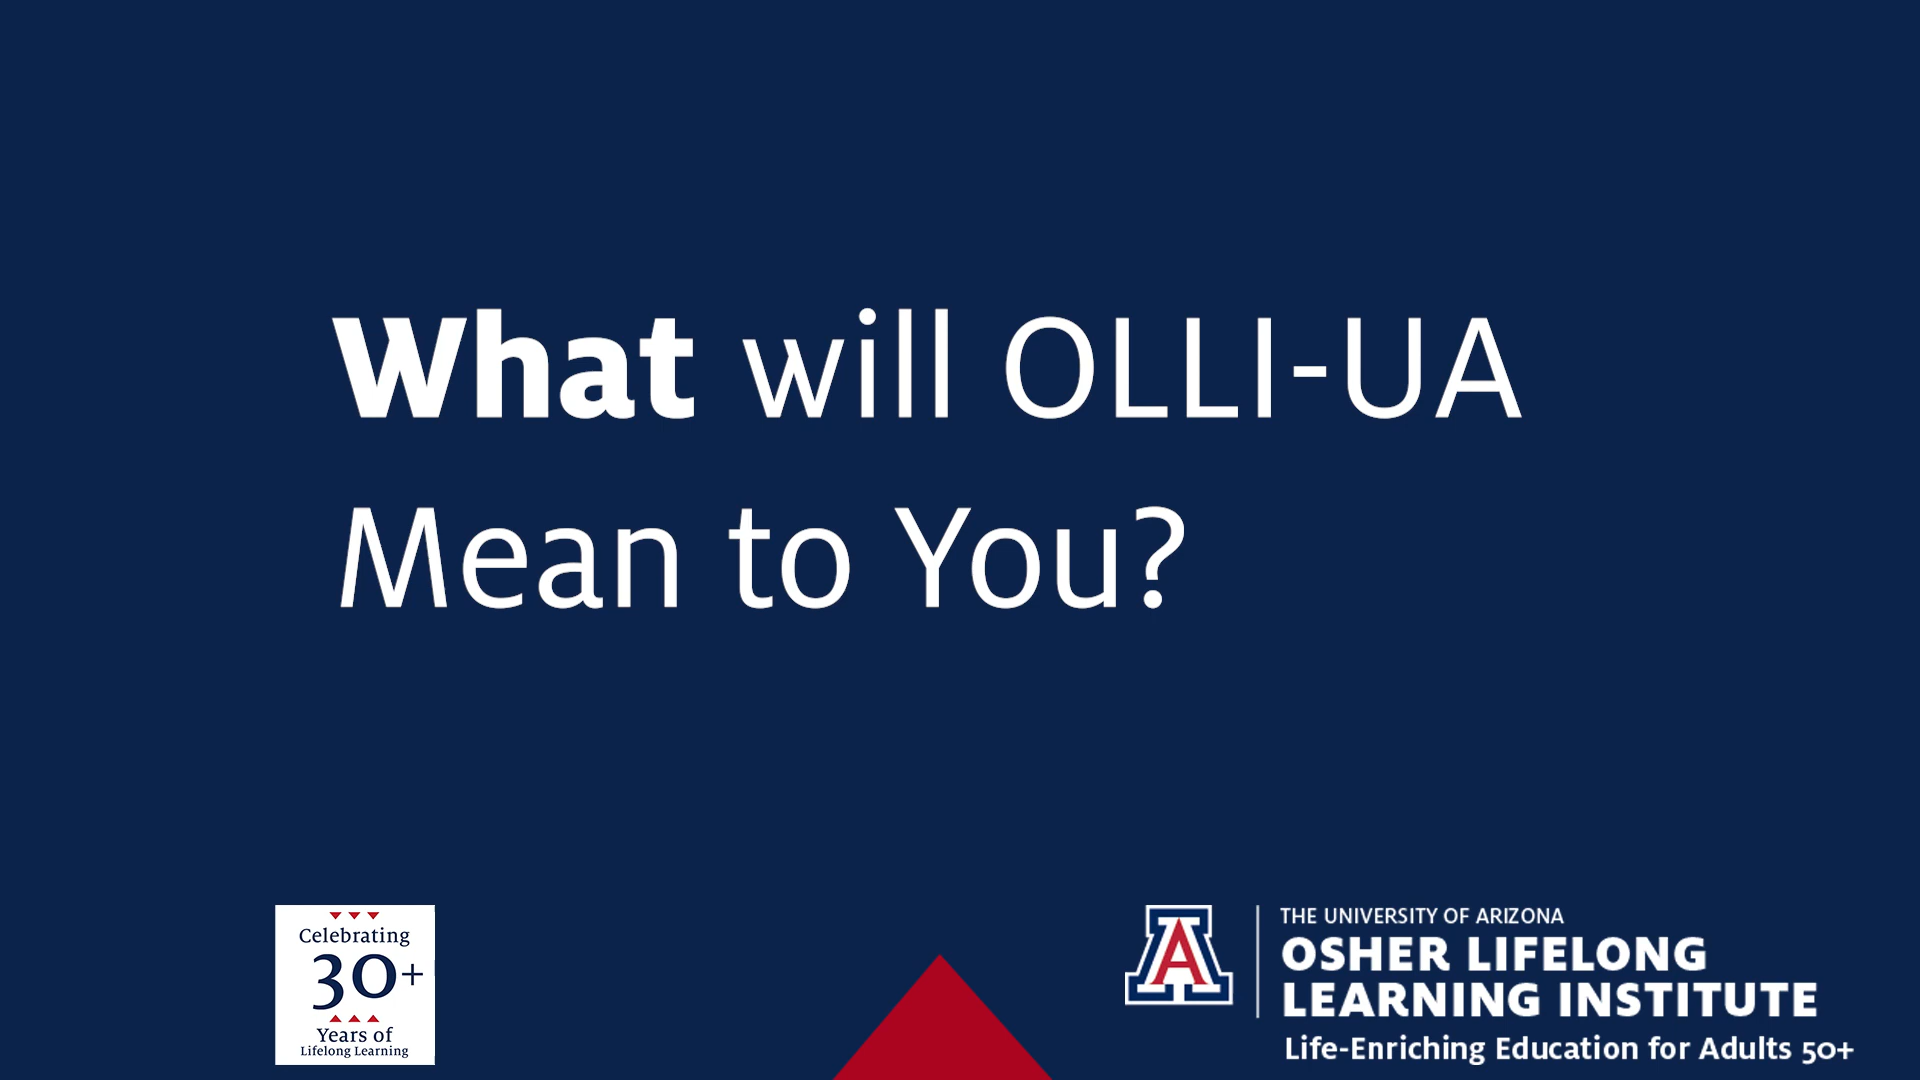 What will OLLI-UA
Mean to You?
Celebrating
30+
Years of
Lifelong Learning
A
THE UNIVERSITY OF ARIZONA
OSHER LIFELONG
LEARNING INSTITUTE
Life-Enriching Education for Adults 50+